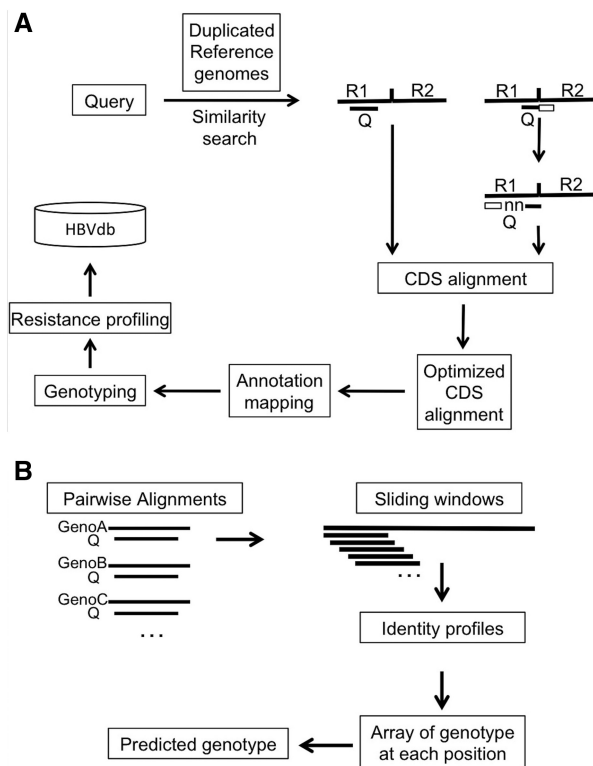 A
Query
Duplicated
Reference
genomes
Similarity
search
R1 R2
Q
R1 R2
Q
R1 R2
nn
Q
CDS alignment
Optimized
CDS
alignment
Annotation
mapping
Genotyping
Resistance profiling
HBVdb
B
Pairwise Alignments
GenoA
Q
GenoB
Q
GenoC
Q
...
Sliding windows
...
Identity profiles
Array of genotype
at each position
Predicted genotype